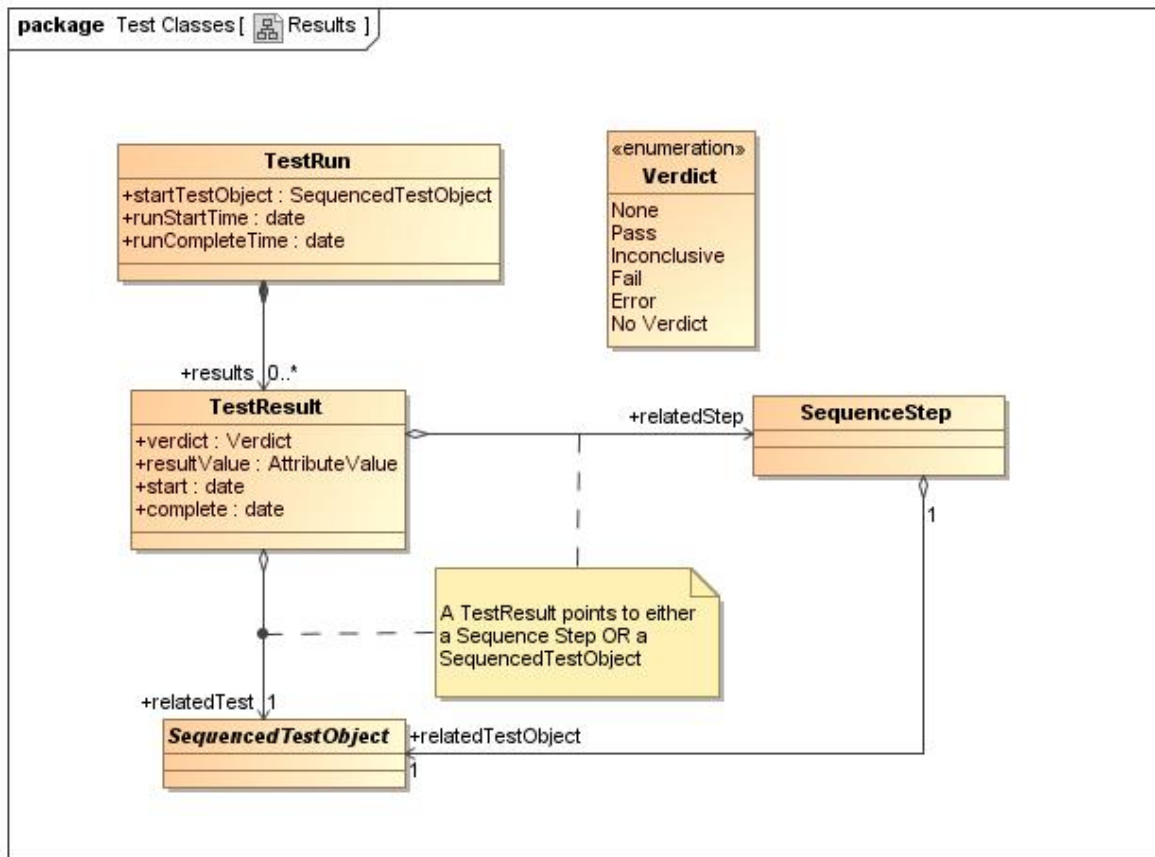 package Test Classes [ Results ]
TestRun
+startTestObject : SequencedTestObject
+runStartTime : date
+runCompleteTime : date
«enumeration»
Verdict
None
Pass
Inconclusive
Fail
Error
No Verdict
+results 0..*
TestResult
+verdict : Verdict
+resultValue : AttributeValue
+start : date
+complete : date
+relatedStep
SequenceStep
1
A TestResult points to either
a Sequence Step OR a
SequencedTestObject
+relatedTest 1
SequencedTestObject
+relatedTestObject
1